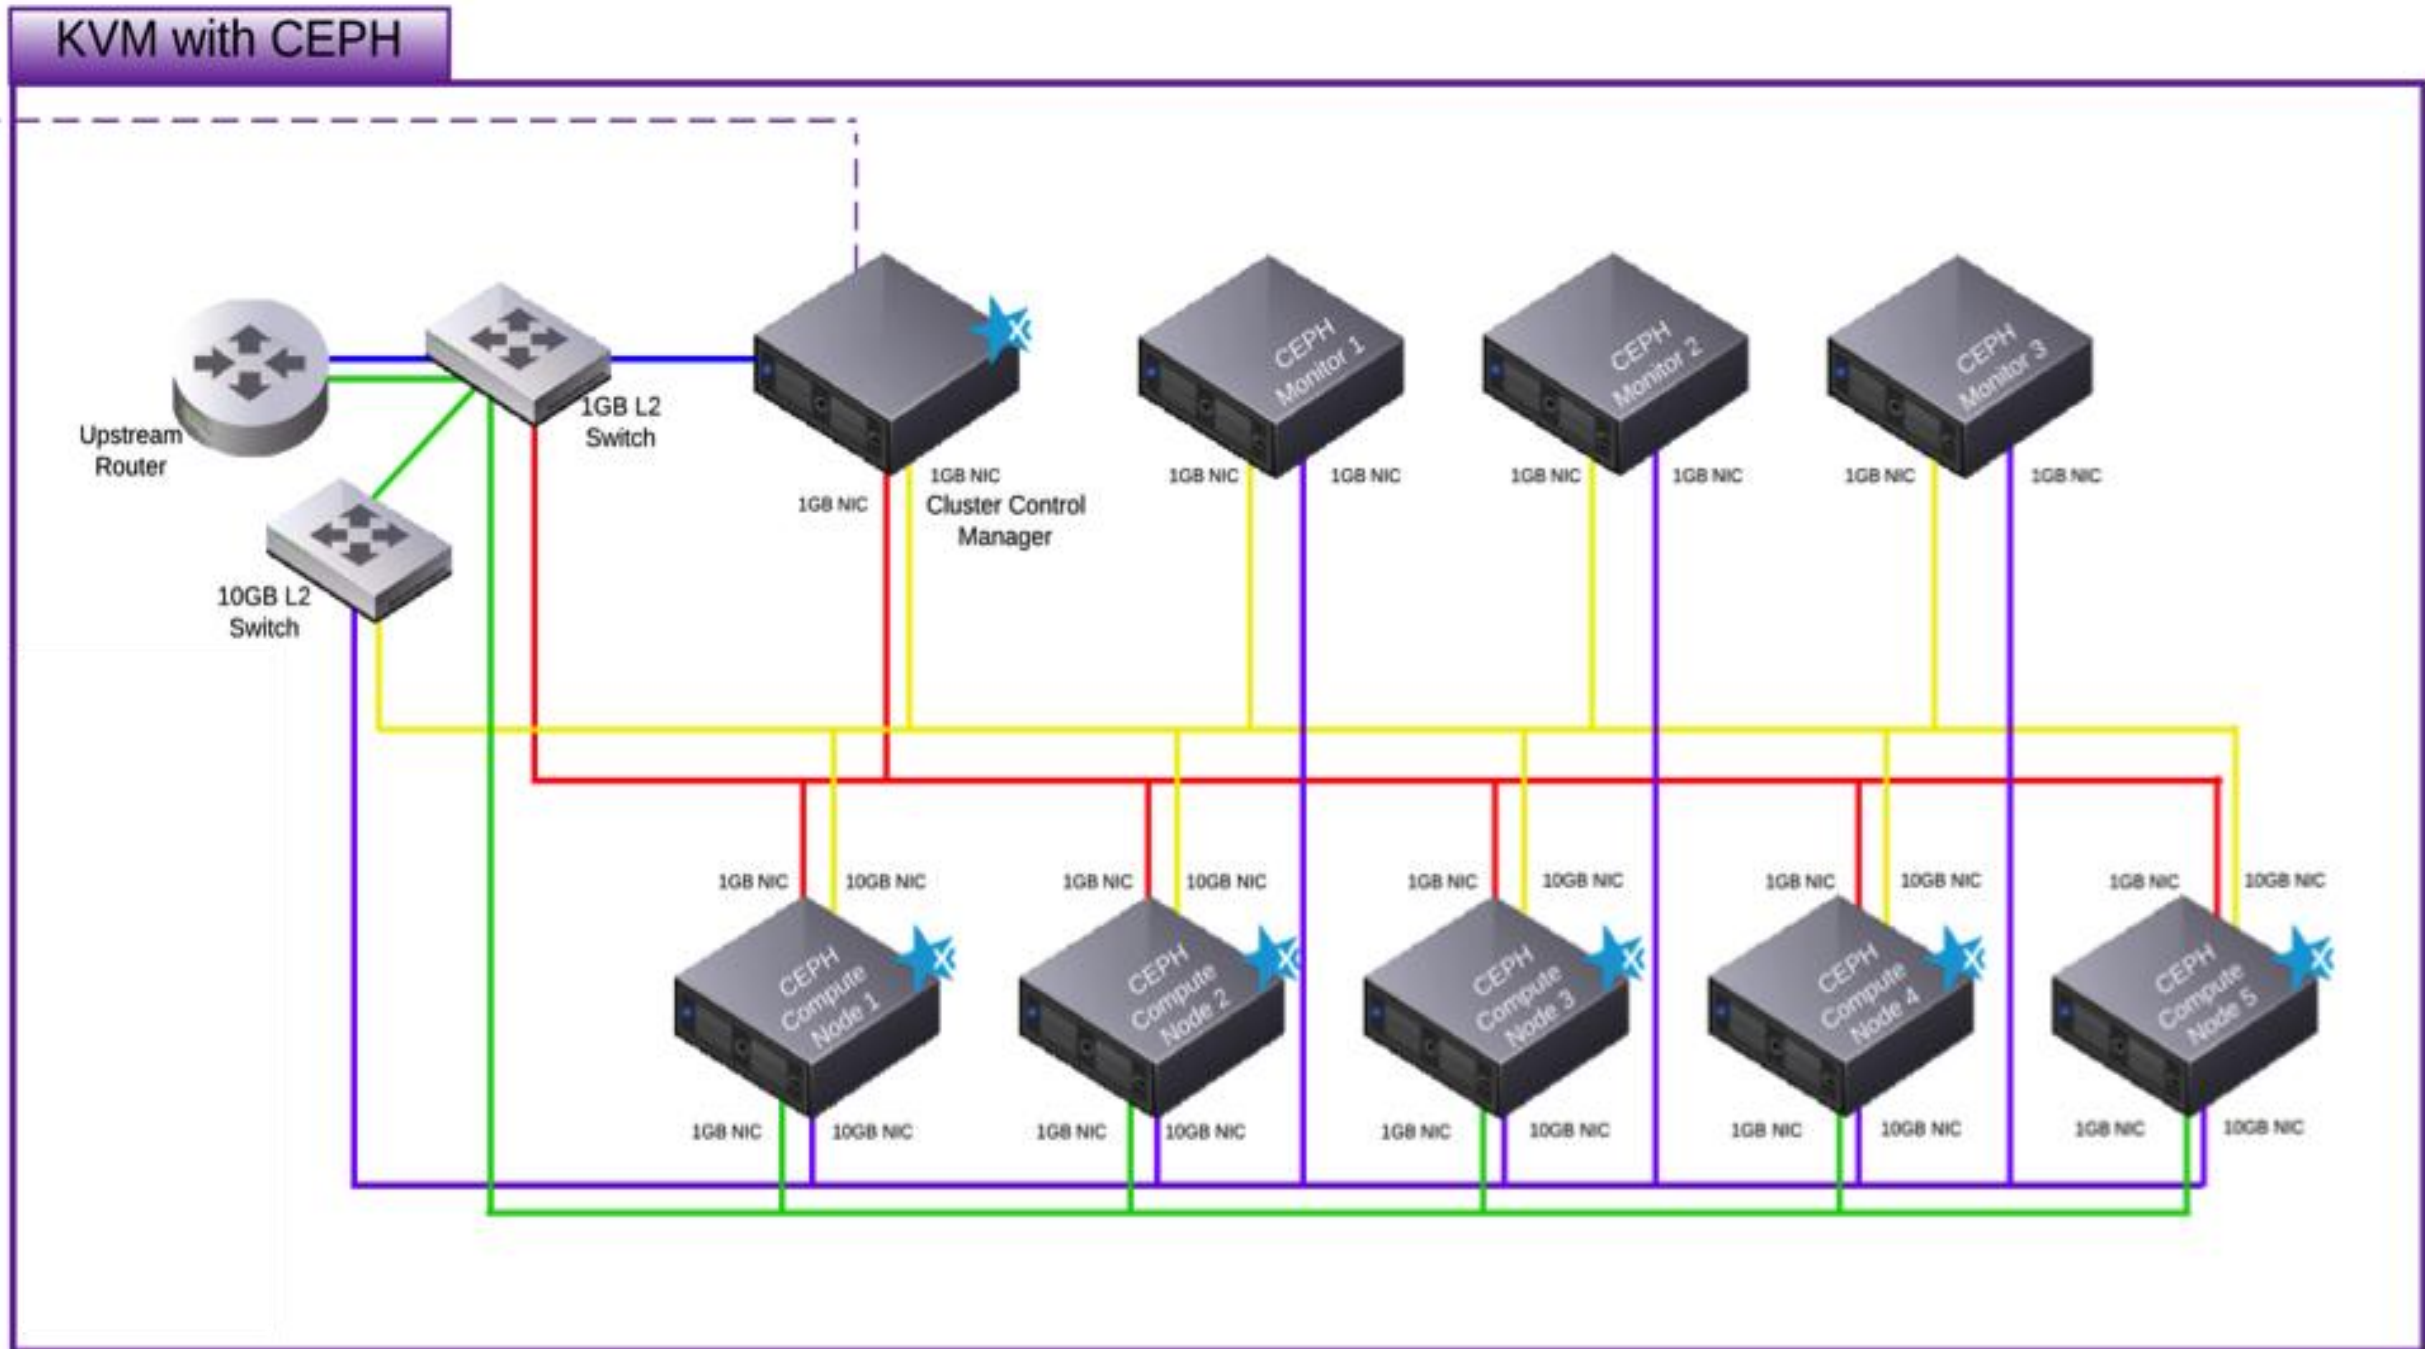 KVM with CEPH
Upstream
Router
1GB L2
Switch
10GB L2
Switch
1GB NIC
1GB NIC
Cluster Control
Manager
CEPH
Monitor 1
1GB NIC
1GB NIC
CEPH
Monitor 2
1GB NIC
1GB NIC
CEPH
Monitor 3
1GB NIC
1GB NIC
1GB NIC
10GB NIC
1GB NIC
10GB NIC
1GB NIC
10GB NIC
1GB NIC
10GB NIC
1GB NIC
10GB NIC
CEPH
Compute
Node 1
CEPH
Compute
Node 2
CEPH
Compute
Node 3
CEPH
Compute
Node 4
CEPH
Compute
Node 5
1GB NIC
10GB NIC
1GB NIC
10GB NIC
1GB NIC
10GB NIC
1GB NIC
10GB NIC
1GB NIC
10GB NIC